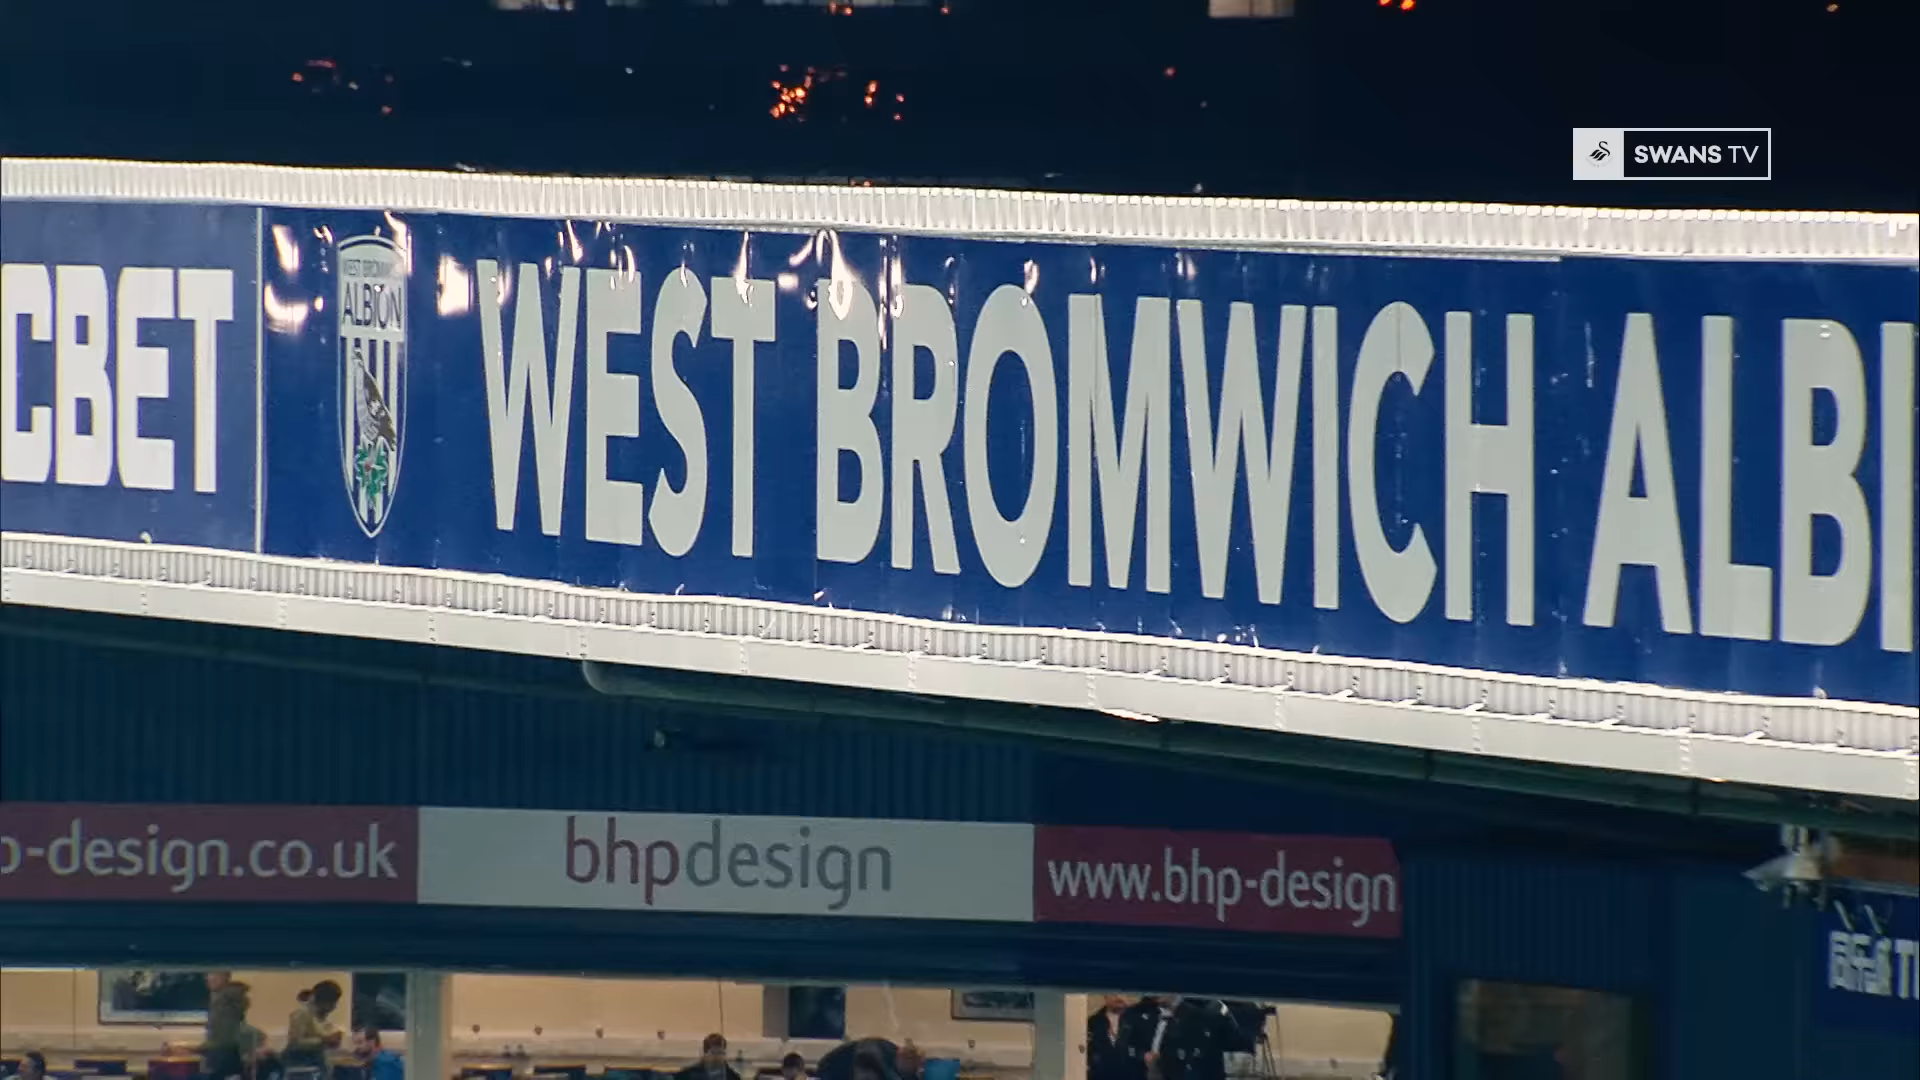 SWANS TV
CBET
WEST BROMWICH
ALBION
WEST BROMWICH ALBI
p-design.co.uk
bhpdesign
www.bhp-design